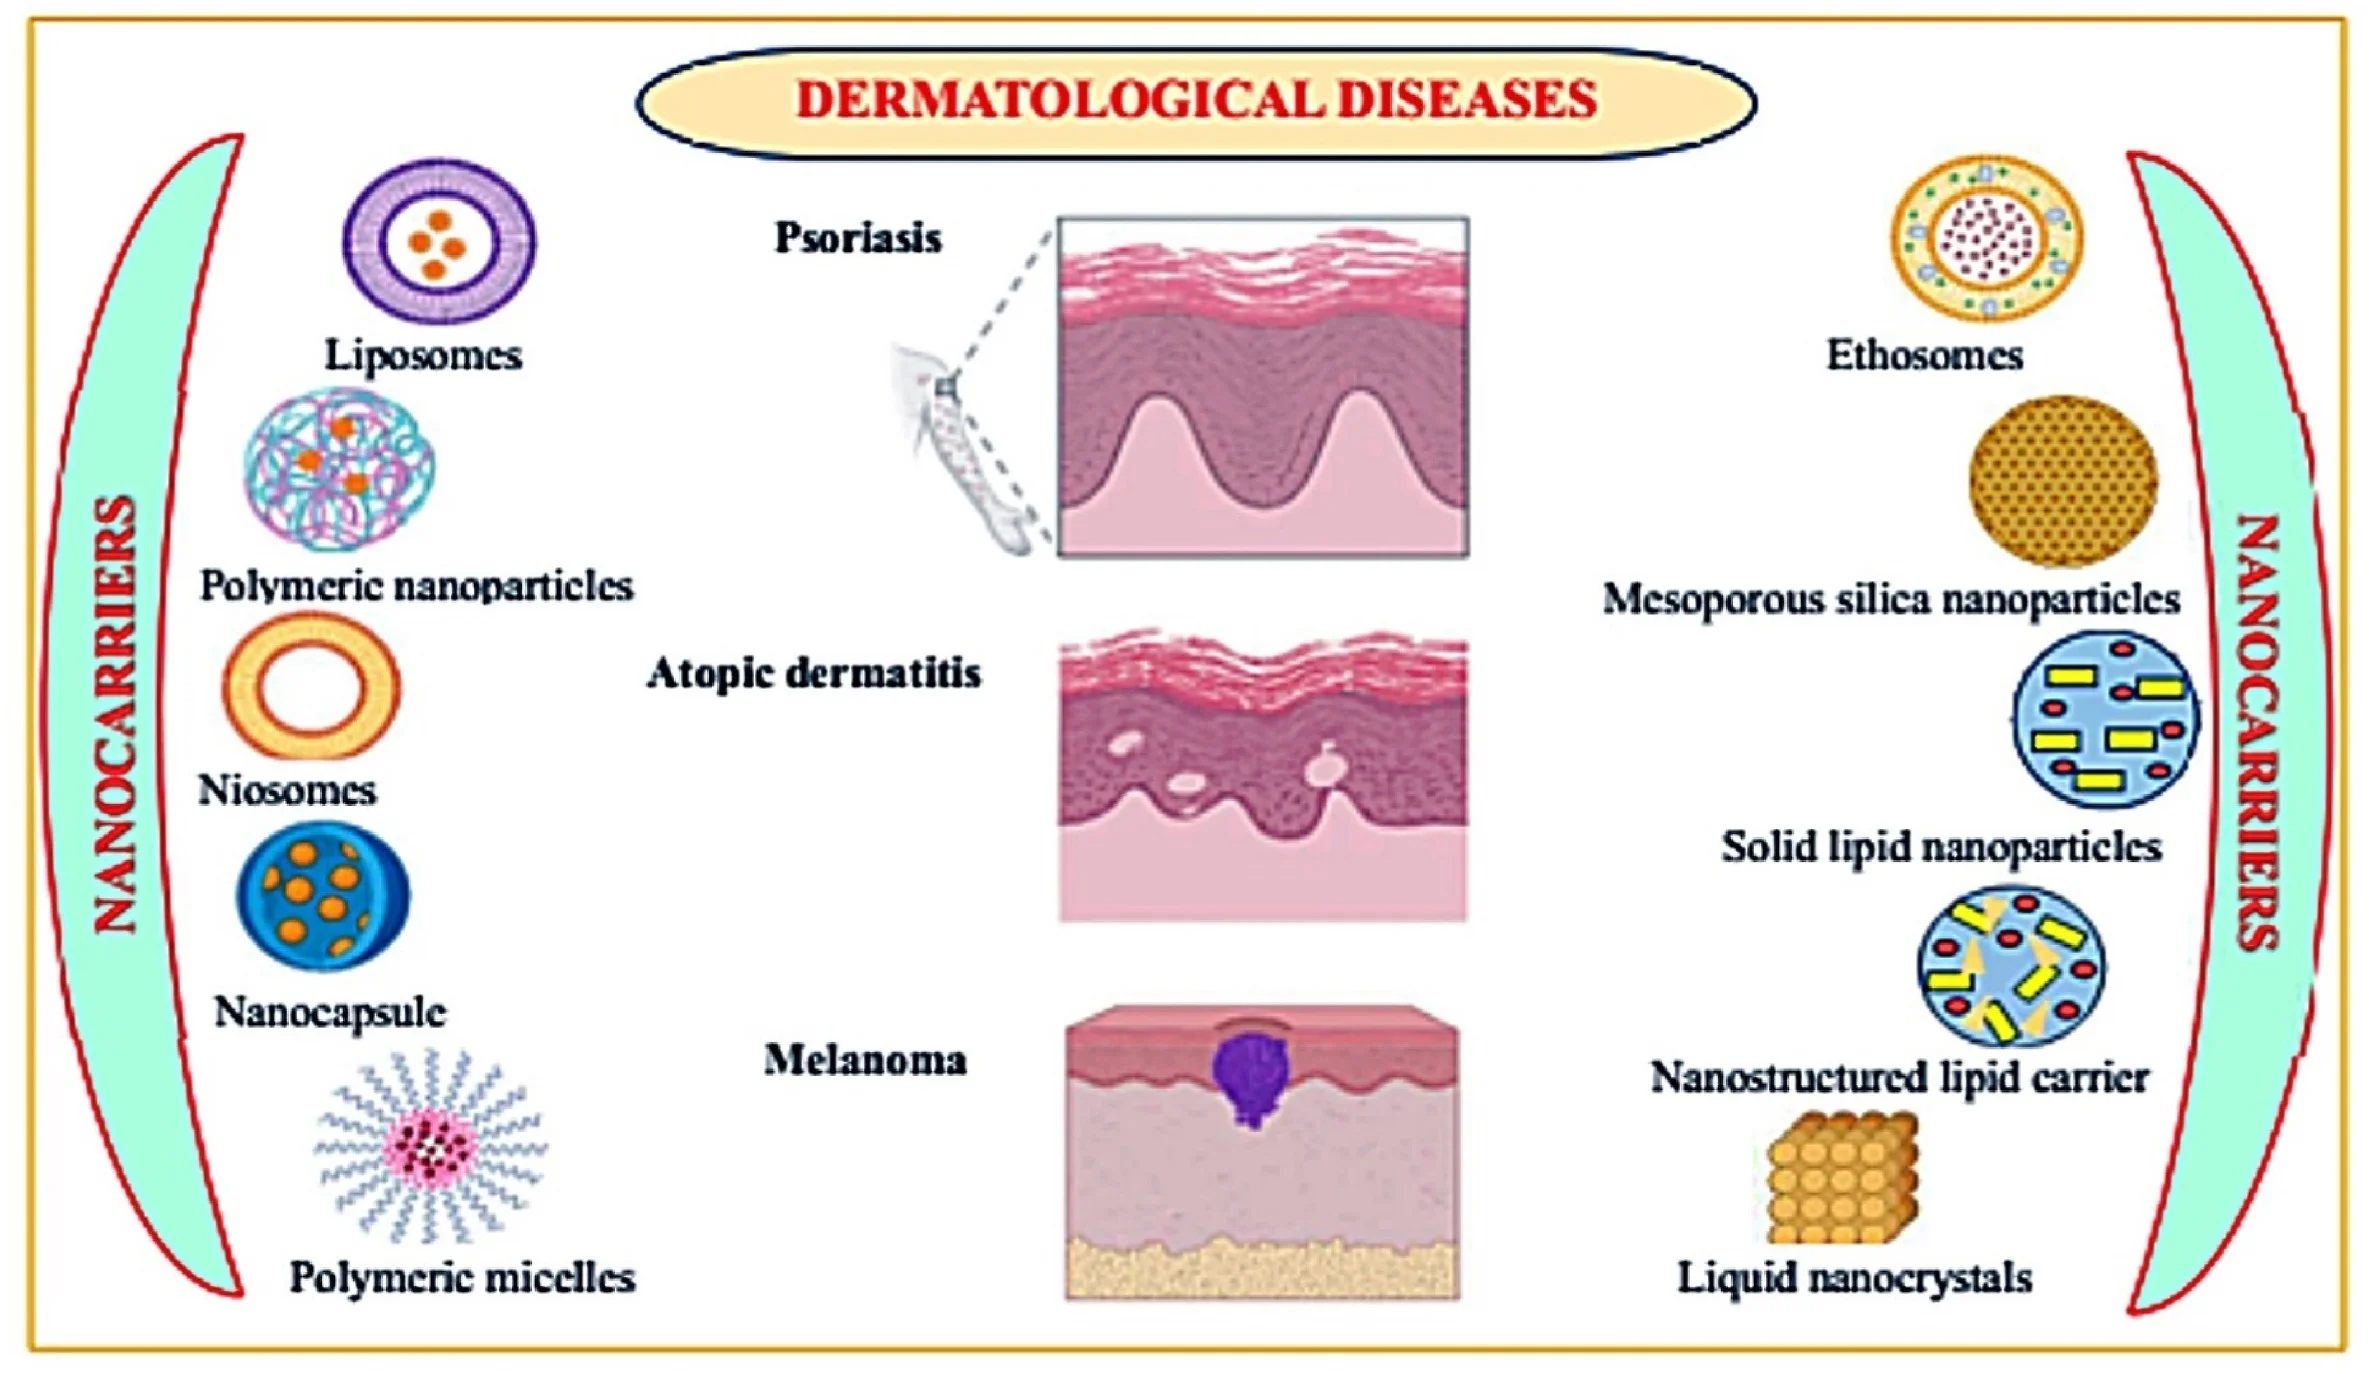 DERMATOLOGICAL DISEASES
NANOCARRIERS
Liposomes
Polymeric nanoparticles
Niosomes
Nanocapsule
Polymeric micelles
Psoriasis
Atopic dermatitis
Melanoma
Ethosomes
Mesoporous silica nanoparticles
Solid lipid nanoparticles
Nanostructured lipid carrier
Liquid nanocrystals
NANOCARRIERS